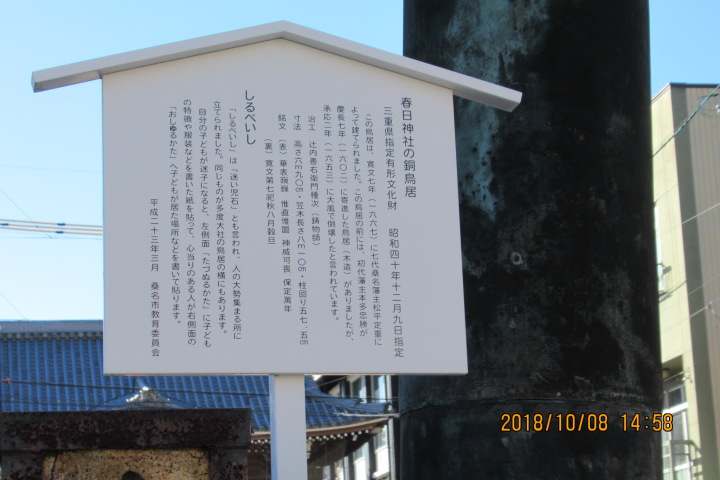 春日神社の銅鳥居
三重県指定有形文化財　昭和四十年十二月九日指定
この鳥居は、寛文七年（一六六七）に七代桑名藩主松平定重に
よって建てられました。この鳥居の前には、初代藩主本多忠勝が
慶長七年（一六〇二）に寄進した鳥居（木造）がありましたが、
承応二年（一六五三）に大風で倒壊したと言われています。
治工　辻内善右衛門種次（鋳物師）
寸法　高さ六m九〇㎝・笠木長さ八m一〇㎝・柱回り五七.五㎝
銘文（表）華表巍巍　惟直惟圓　神威可畏　保定萬年
（裏）寛文第七祀秋八月穀旦
しるべいし
「しるべいし」は「迷い児石」とも言われ、人の大勢集まる所に
立てられました。同じものが多度大社の鳥居の横にもあります。
自分の子どもが迷子になると、左側面「たづぬるかた」に子ども
の特徴や服装などを書いた紙を貼って、心当りのある人が右側面の
「おしゆるかた」へ子どもが居た場所などを書いて貼ります。
平成二十三年三月　桑名市教育委員会
2018/10/08 14:58